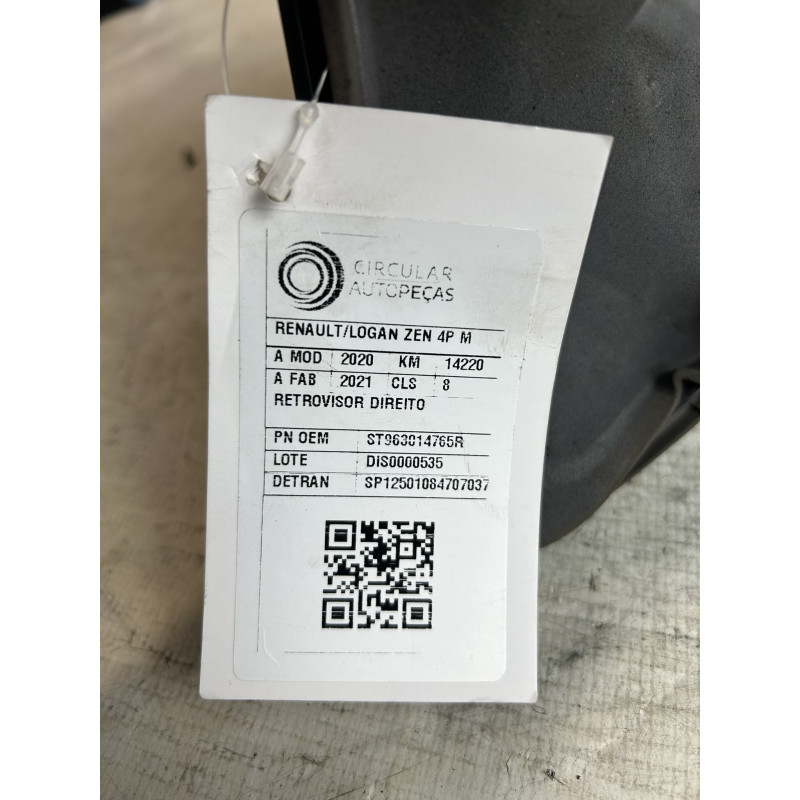 CIRCULAR
AUTOPEÇAS
RENAULT/LOGAN ZEN 4P M
A MOD 2020 KM 14220
A FAB 2021 CLS 8
RETROVISOR DIREITO
PN OEM ST963014765R
LOTE DIS0000535
DETRAN SP12501084707037